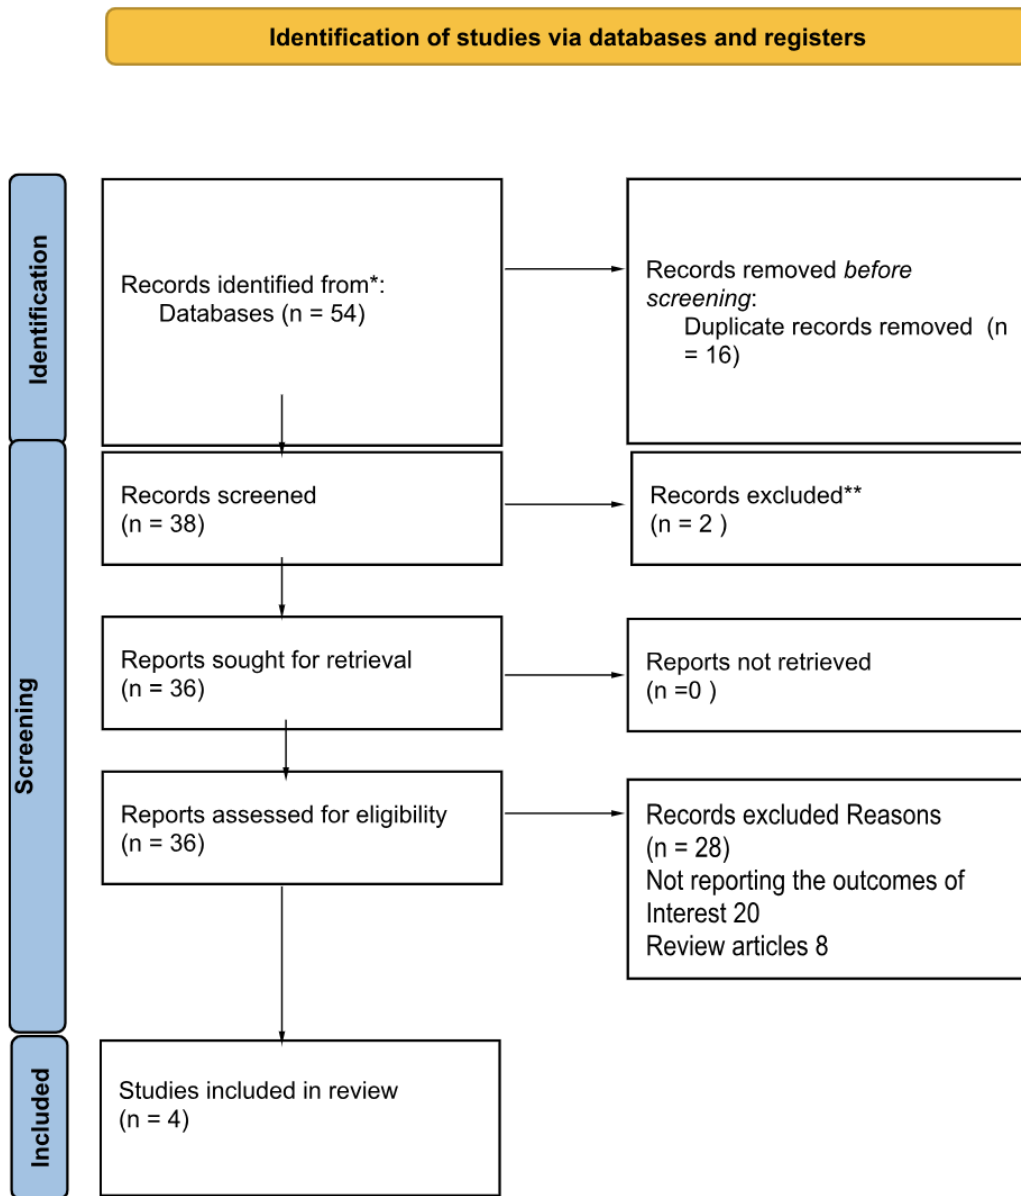 Identification of studies via databases and registers
Identification
Records identified from*:
Databases (n = 54)
Records removed before
screening:
Duplicate records removed  (n
= 16)
Screening
Records screened
(n = 38)
Records excluded**
(n = 2 )
Reports sought for retrieval
(n = 36)
Reports not retrieved
(n =0 )
Reports assessed for eligibility
(n = 36)
Records excluded Reasons
(n = 28)
Not reporting the outcomes of
Interest 20
Review articles 8
Included
Studies included in review
(n = 4)